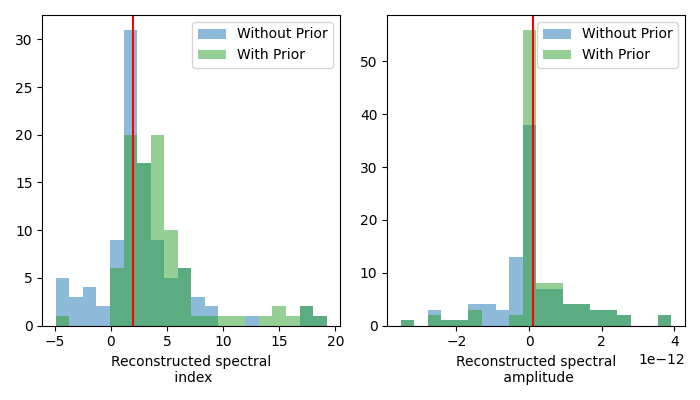 Without Prior
With Prior
30
25
20
15
10
5
0
−5
0
5
10
15
20
Reconstructed spectral
index
Without Prior
With Prior
50
40
30
20
10
0
−2
0
2
4
1e−12
Reconstructed spectral
amplitude